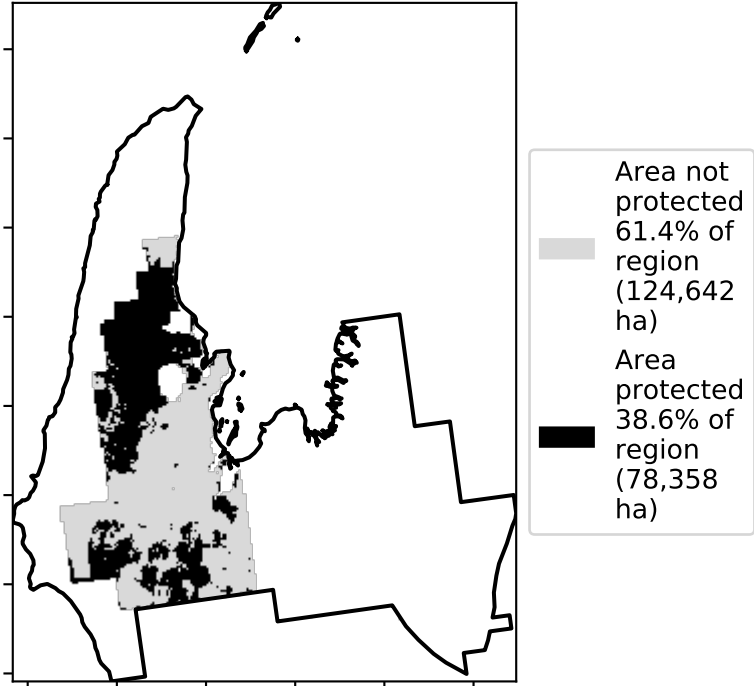 Area not
protected
61.4% of
region
(124,642
ha)
Area
protected
38.6% of
region
(78,358
ha)